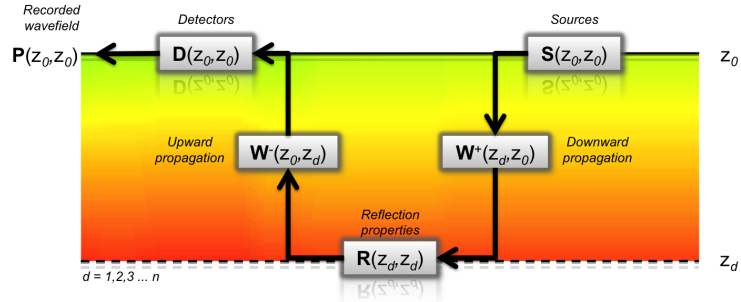 Recorded
wavefield
Detectors
Sources
P(z0,z0)
D(z0,z0)
S(z0,z0)
z0
Upward
propagation
W-(z0,zd)
W+(zd,z0)
Downward
propagation
Reflection
properties
R(zd,zd)
zd
d = 1,2,3 ... n